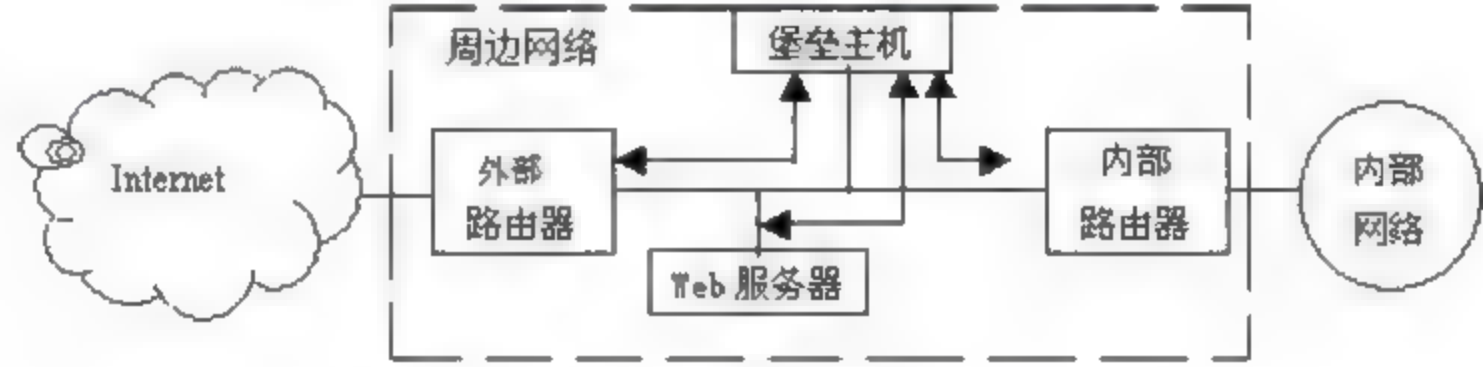 周边网络
堡垒主机
Internet
外部
路由器
Web 服务器
内部
路由器
内部
网络